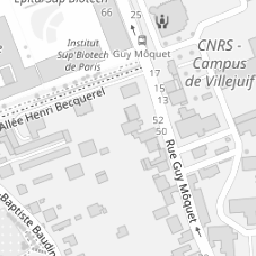 Sup Biotech
Institut
Sup'Biotech
de Paris
25
Guy Môquet
CNRS -
Campus
de Villejuif
17
15
13
52
50
Allée Henri Becquerel
Rue Guy Môquet
-Baptiste Baudin